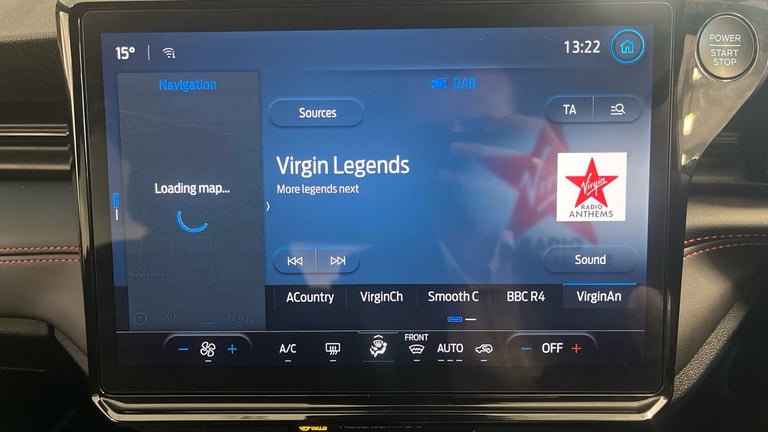 15°
13:22
POWER
START
STOP
Navigation
DAB
Sources
TA
Virgin Legends
More legends next
Loading map...
Virgin
RADIO
ANTHEMS
Sound
ACountry
VirginCh
Smooth C
BBC R4
VirginAn
W
A/C
FRONT
AUTO
OFF